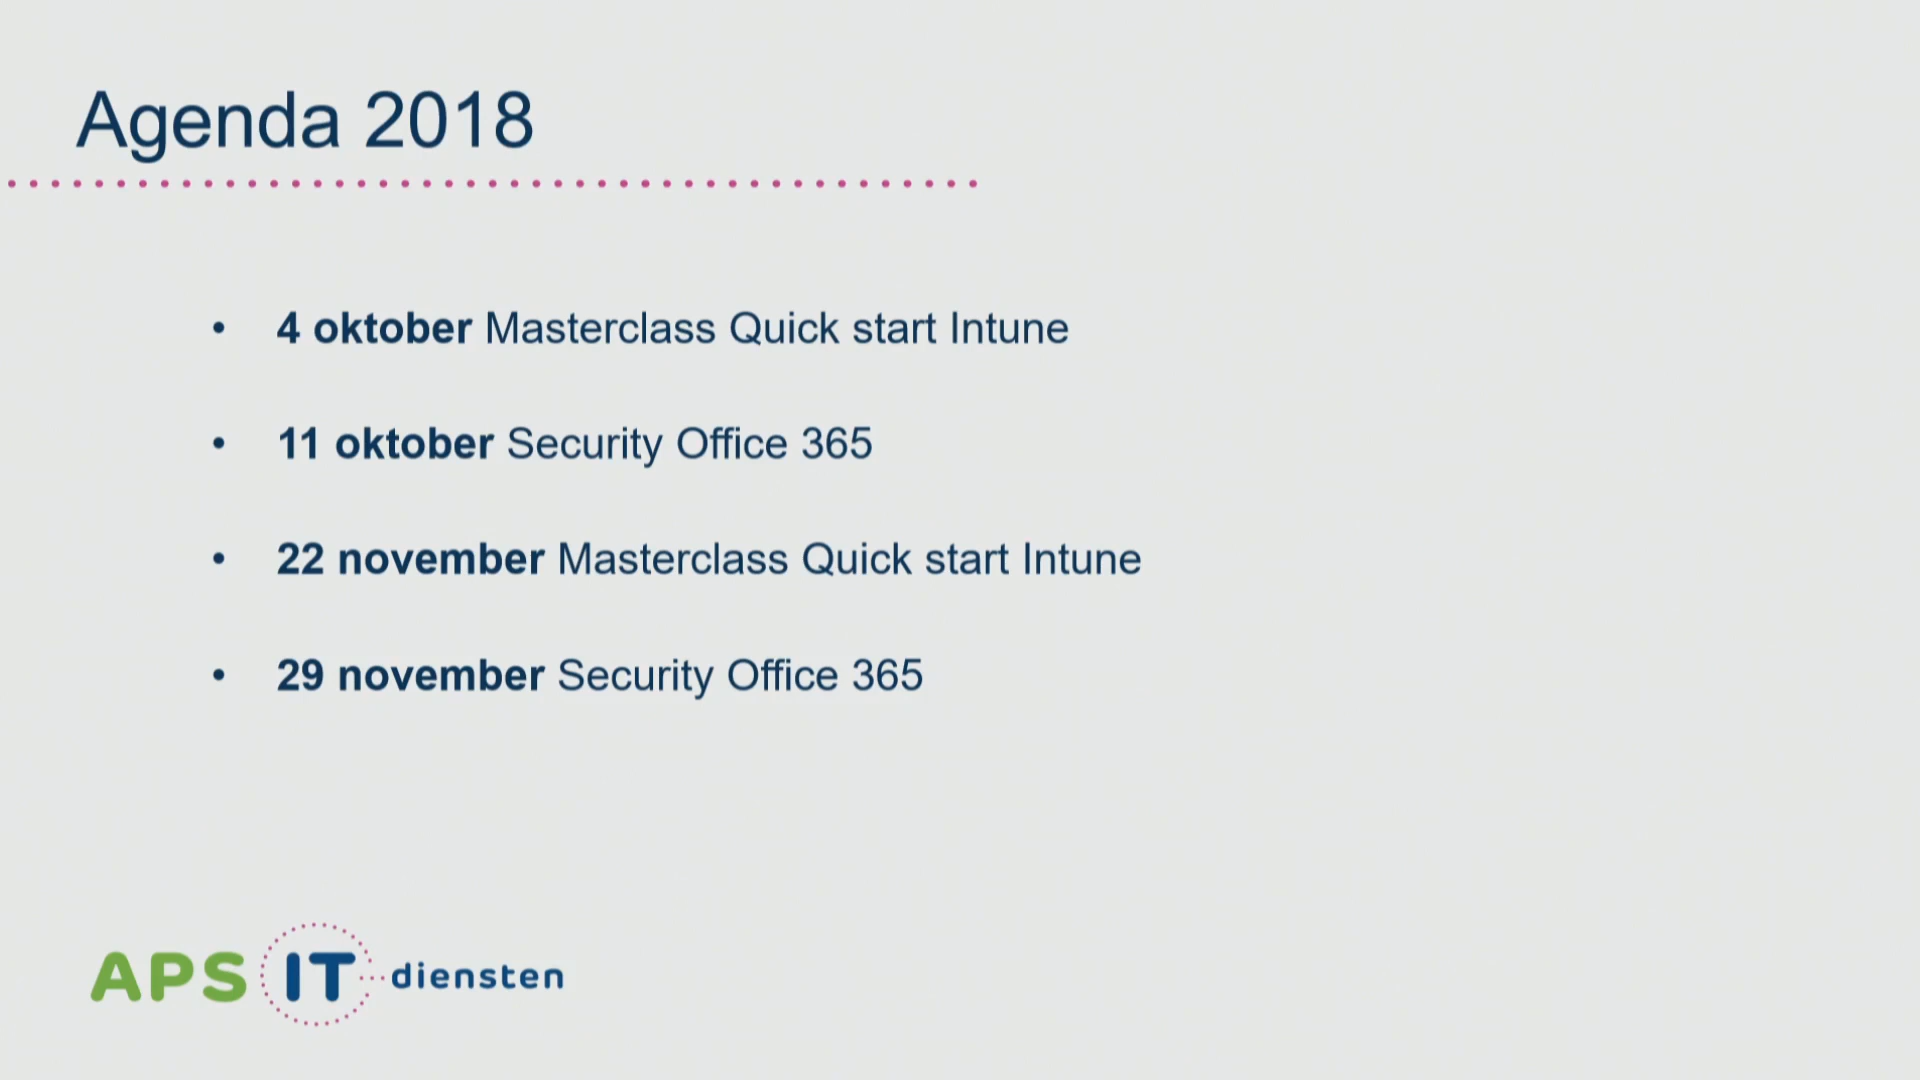 Agenda 2018
• 4 oktober Masterclass Quick start Intune
• 11 oktober Security Office 365
• 22 november Masterclass Quick start Intune
• 29 november Security Office 365
APS IT diensten